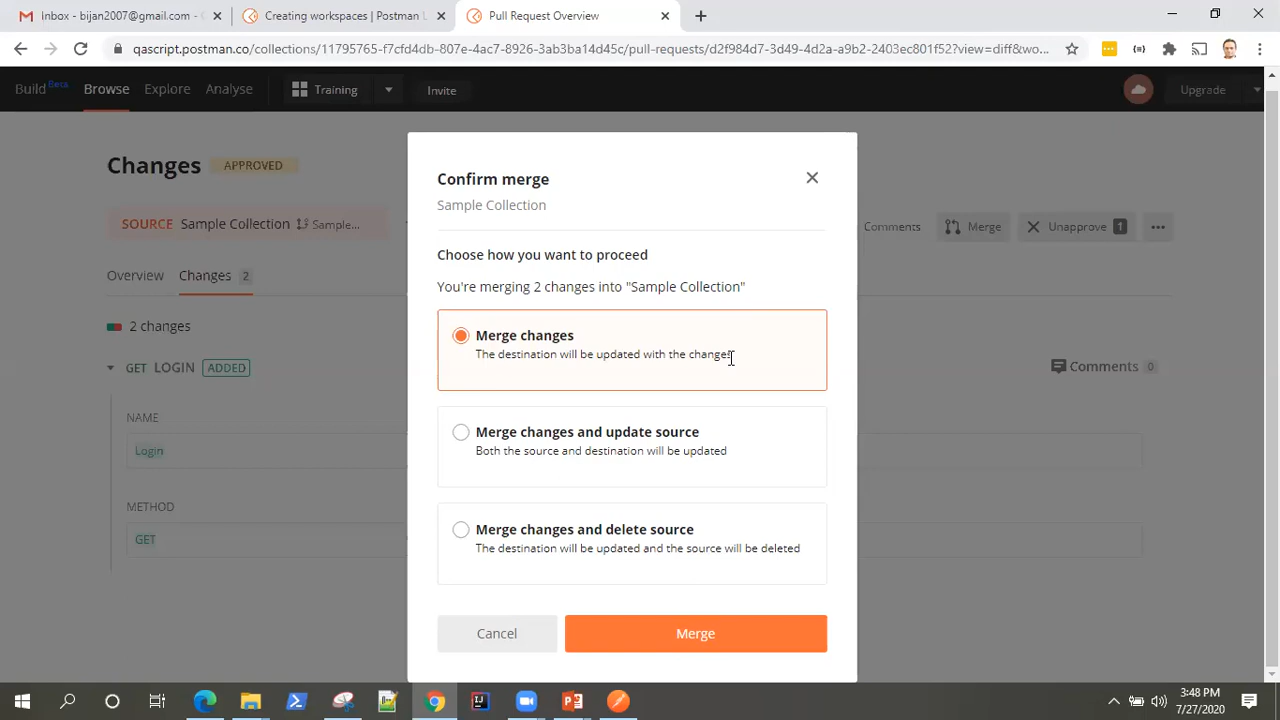 Inbox - bijan2007@gmail.com -
Creating workspaces | Postman L
Pull Request Overview
qascript.postman.co/collections/11795765-f7cfd4db-807e-4ac7-8926-3ab3ba14d45c/pull-requests/d2f984d7-3d49-4d2a-a9b2-2403ec801f52?view=diff&wo...
Build Beta
Browse
Explore
Analyse
Training
Invite
Upgrade
Changes APPROVED
SOURCE Sample Collection Sample...
Comments
Merge
Unapprove 1
Overview
Changes 2
2 changes
GET LOGIN ADDED
Comments 0
NAME
Login
METHOD
GET
Confirm merge
Sample Collection
Choose how you want to proceed
You're merging 2 changes into "Sample Collection"
Merge changes
The destination will be updated with the changes
Merge changes and update source
Both the source and destination will be updated
Merge changes and delete source
The destination will be updated and the source will be deleted
Cancel
Merge
3:48 PM
7/27/2020